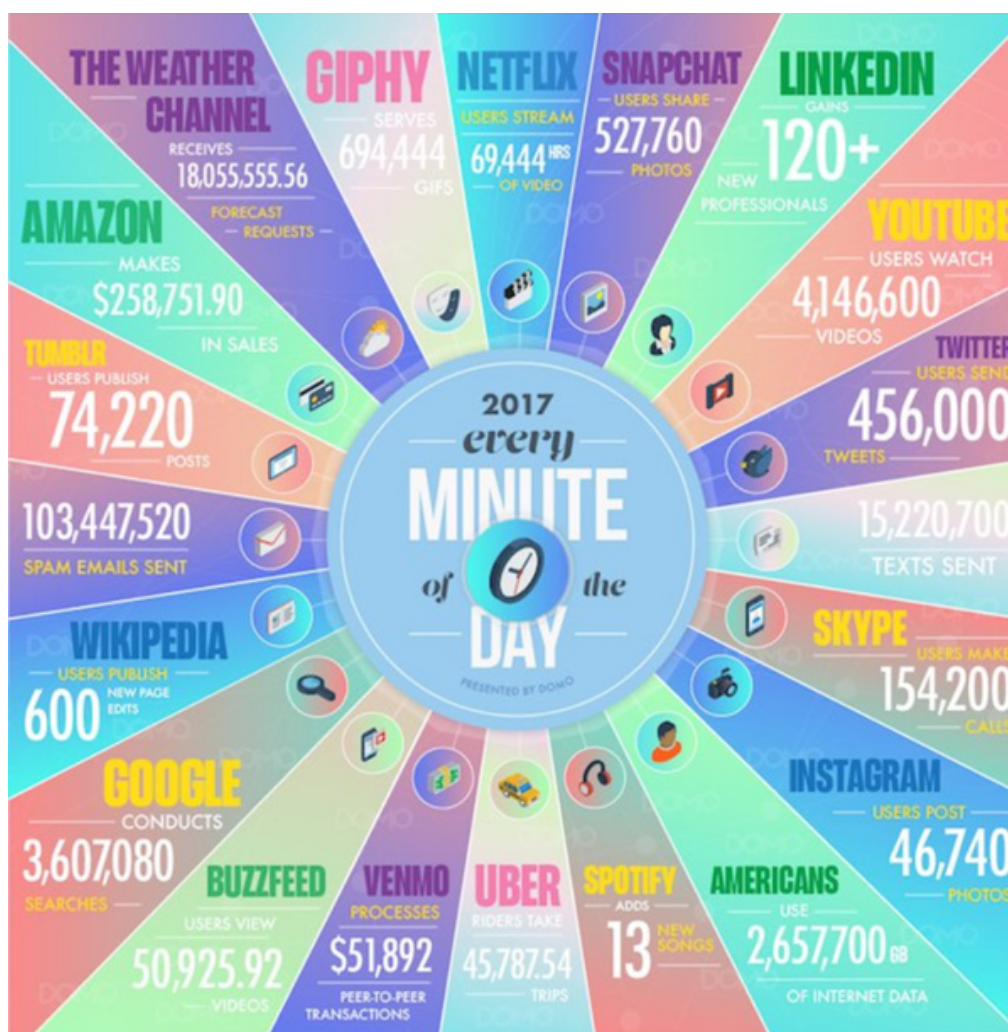 THE WEATHER
CHANNEL
RECEIVES
18,055,555.56
FORECAST
REQUESTS
GIPHY
SERVES
694,444
GIFS
NETFLIX
USERS STREAM
69,444 HRS
OF VIDEO
SNAPCHAT
USERS SHARE
527,760
PHOTOS
LINKEDIN
GAINS
120+
NEW
PROFESSIONALS
YOUTUBE
USERS WATCH
4,146,600
VIDEOS
TWITTER
USERS SEND
456,000
TWEETS
15,220,700
TEXTS SENT
SKYPE
USERS MAKE
154,200
CALLS
INSTAGRAM
USERS POST
46,740
PHOTOS
AMERICANS
USE
2,657,700 GB
OF INTERNET DATA
SPOTIFY
ADDS
13 NEW
SONGS
UBER
RIDERS TAKE
45,787.54
TRIPS
VENMO
PROCESSES
$51,892
PEER-TO-PEER
TRANSACTIONS
BUZZFEED
USERS VIEW
50,925.92
VIDEOS
GOOGLE
CONDUCTS
3,607,080
SEARCHES
WIKIPEDIA
USERS PUBLISH
600 NEW PAGE
EDITS
103,447,520
SPAM EMAILS SENT
TUMBLR
USERS PUBLISH
74,220
POSTS
AMAZON
MAKES
$258,751.90
IN SALES
2017
every
MINUTE
of the
DAY
PRESENTED BY DOMO
DOMO